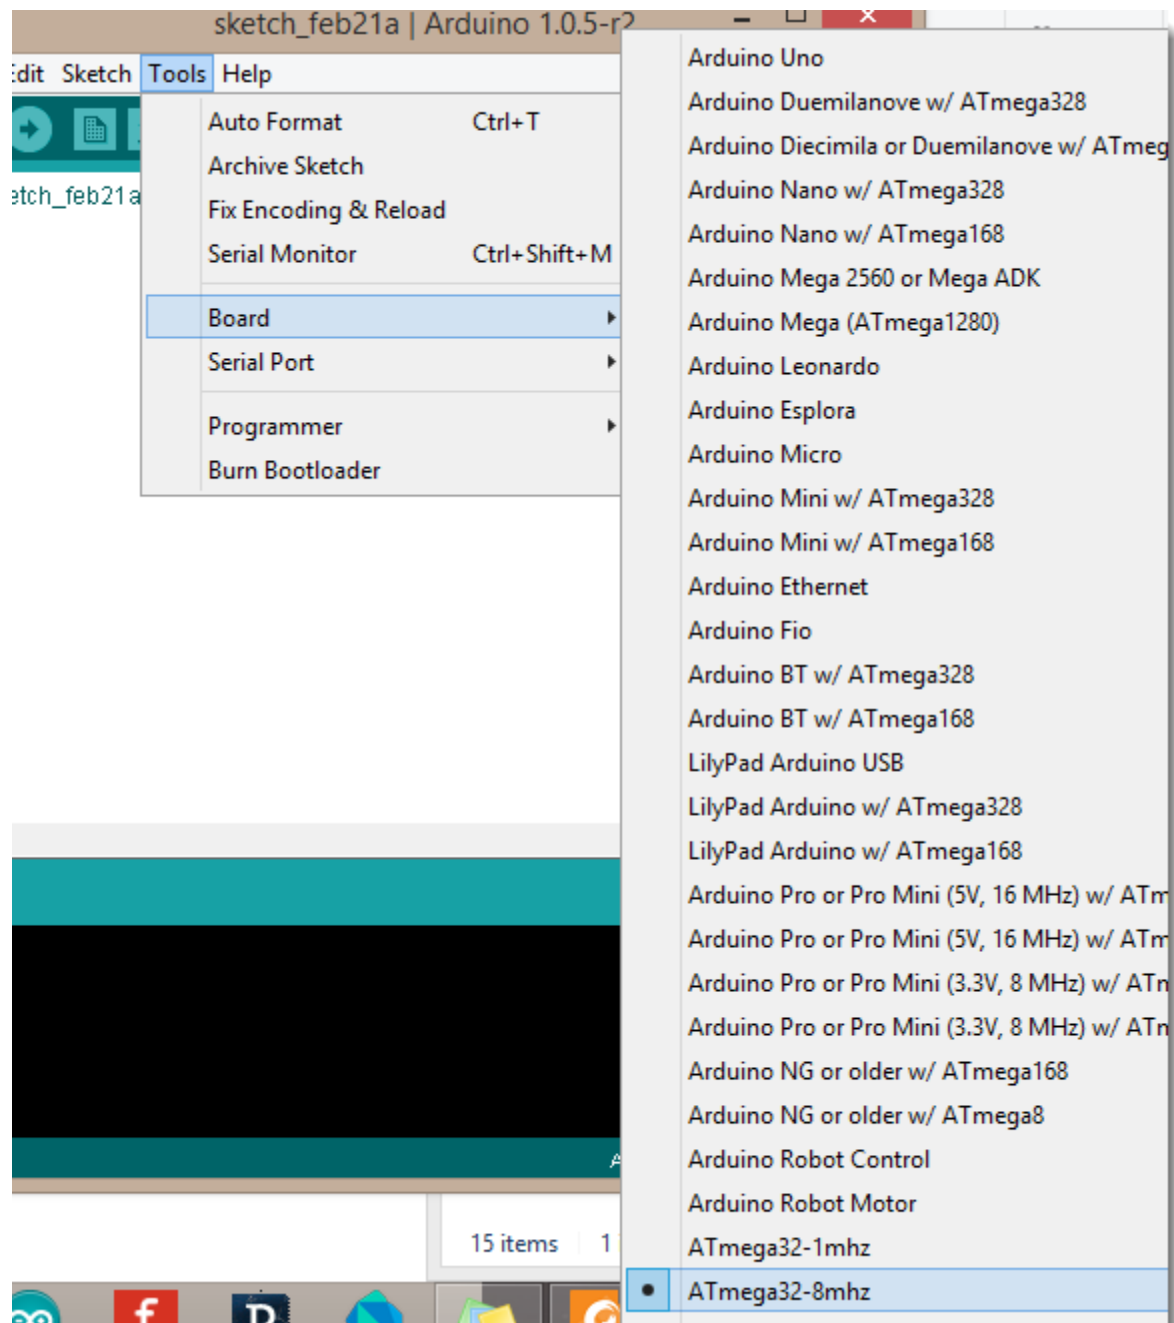 sketch_feb21a | Arduino 1.0.5-r2
Edit Sketch Tools Help
etch_feb21a
Auto Format Ctrl+T
Archive Sketch
Fix Encoding & Reload
Serial Monitor Ctrl+Shift+M
Board
Serial Port
Programmer
Burn Bootloader
Arduino Uno
Arduino Duemilanove w/ ATmega328
Arduino Diecimila or Duemilanove w/ ATmeg
Arduino Nano w/ ATmega328
Arduino Nano w/ ATmega168
Arduino Mega 2560 or Mega ADK
Arduino Mega (ATmega1280)
Arduino Leonardo
Arduino Esplora
Arduino Micro
Arduino Mini w/ ATmega328
Arduino Mini w/ ATmega168
Arduino Ethernet
Arduino Fio
Arduino BT w/ ATmega328
Arduino BT w/ ATmega168
LilyPad Arduino USB
LilyPad Arduino w/ ATmega328
LilyPad Arduino w/ ATmega168
Arduino Pro or Pro Mini (5V, 16 MHz) w/ ATm
Arduino Pro or Pro Mini (5V, 16 MHz) w/ ATm
Arduino Pro or Pro Mini (3.3V, 8 MHz) w/ ATm
Arduino Pro or Pro Mini (3.3V, 8 MHz) w/ ATm
Arduino NG or older w/ ATmega168
Arduino NG or older w/ ATmega8
Arduino Robot Control
Arduino Robot Motor
ATmega32-1mhz
ATmega32-8mhz
15 items 1